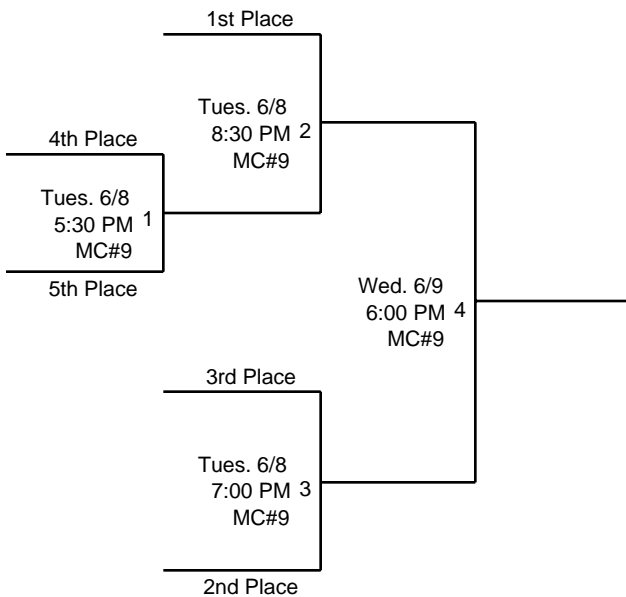 1st Place
Tues. 6/8
8:30 PM 2
MC#9
4th Place
Tues. 6/8
5:30 PM 1
MC#9
5th Place
Wed. 6/9
6:00 PM 4
MC#9
3rd Place
Tues. 6/8
7:00 PM 3
MC#9
2nd Place